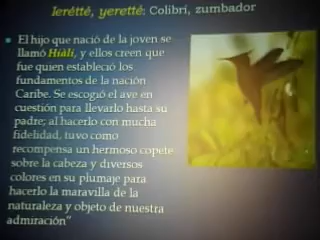 Ierétté, yeretté: Colibrí, zumbador
El hijo que nació de la joven se
llamó Hiáli, y ellos creen que
fue quien estableció los
fundamentos de la nación
Caribe. Se escogió el ave en
cuestión para llevarlo hasta su
padre; al hacerlo con mucha
fidelidad, tuvo como
recompensa un hermoso copete
sobre la cabeza y diversos
colores en su plumaje para
hacerlo la maravilla de la
naturaleza y objeto de nuestra
admiración”